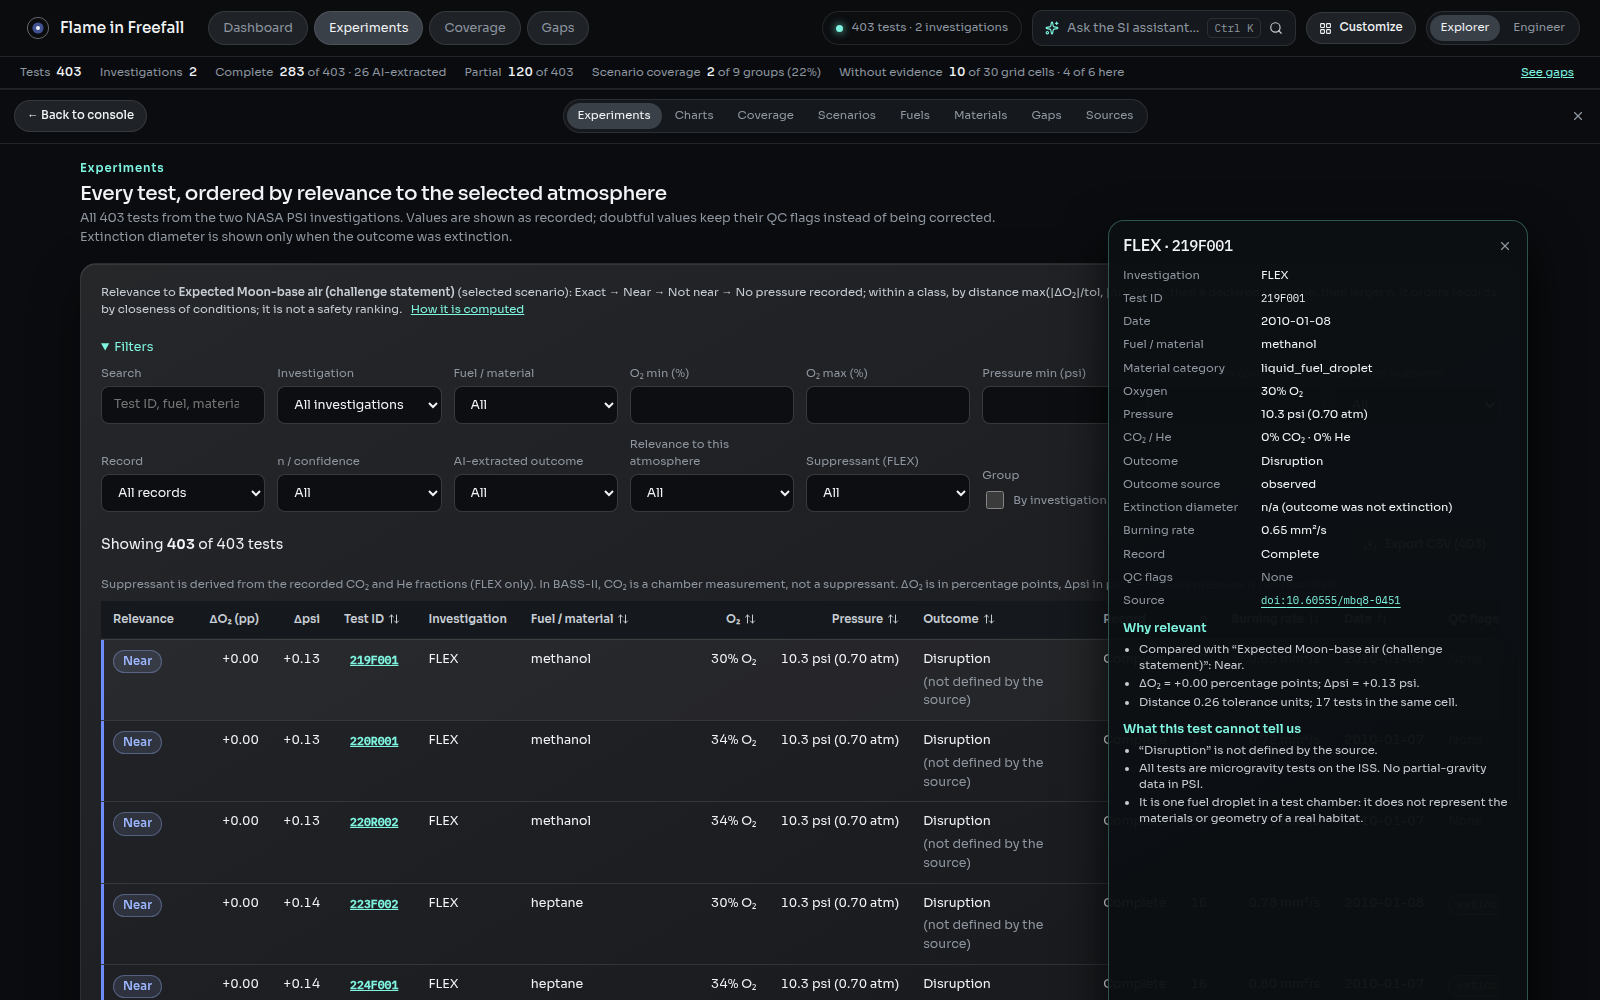 Flame in Freefall
Dashboard
Experiments
Coverage
Gaps
403 tests · 2 investigations
Ask the SI assistant...
Ctrl K
Customize
Explorer
Engineer
Tests 403
Investigations 2
Complete 283 of 403 · 26 AI-extracted
Partial 120 of 403
Scenario coverage 2 of 9 groups (22%)
Without evidence 10 of 30 grid cells · 4 of 6 here
See gaps
← Back to console
Experiments
Charts
Coverage
Scenarios
Fuels
Materials
Gaps
Sources
×
Experiments
Every test, ordered by relevance to the selected atmosphere
All 403 tests from the two NASA PSI investigations. Values are shown as recorded; doubtful values keep their QC flags instead of being corrected.
Extinction diameter is shown only when the outcome was extinction.
Relevance to Expected Moon-base air (challenge statement) (selected scenario): Exact → Near → Not near → No pressure recorded; within a class, by distance max(|ΔO₂|/tol,
by closeness of conditions; it is not a safety ranking. How it is computed
▼ Filters
Search
Investigation
Fuel / material
O₂ min (%)
O₂ max (%)
Pressure min (psi)
Test ID, fuel, materia
All investigations
All
Record
n / confidence
AI-extracted outcome
Relevance to this
atmosphere
Suppressant (FLEX)
Group
All records
All
All
All
All
By investigation
Showing 403 of 403 tests
Export CSV (403)
Suppressant is derived from the recorded CO₂ and He fractions (FLEX only). In BASS-II, CO₂ is a chamber measurement, not a suppressant. ΔO₂ is in percentage points, Δpsi in
Relevance ΔO₂ (pp) Δpsi Test ID ↑↓ Investigation Fuel / material ↑↓ O₂ ↑↓ Pressure ↑↓ Outcome ↑↓
Near +0.00 +0.13 219F001 FLEX methanol 30% O₂ 10.3 psi (0.70 atm) Disruption
(not defined by the
source)
Near +0.00 +0.13 220R001 FLEX methanol 34% O₂ 10.3 psi (0.70 atm) Disruption
(not defined by the
source)
Near +0.00 +0.13 220R002 FLEX methanol 34% O₂ 10.3 psi (0.70 atm) Disruption
(not defined by the
source)
Near +0.00 +0.14 223F002 FLEX heptane 30% O₂ 10.3 psi (0.70 atm) Disruption
(not defined by the
source)
Near +0.00 +0.14 224F001 FLEX heptane 34% O₂ 10.3 psi (0.70 atm) Disruption
FLEX · 219F001
×
Investigation FLEX
Test ID 219F001
Date 2010-01-08
Fuel / material methanol
Material category liquid_fuel_droplet
Oxygen 30% O₂
Pressure 10.3 psi (0.70 atm)
CO₂ / He 0% CO₂ · 0% He
Outcome Disruption
Outcome source observed
Extinction diameter n/a (outcome was not extinction)
Burning rate 0.65 mm²/s
Record Complete
QC flags None
Source doi:10.60555/mbq8-0451
Why relevant
• Compared with “Expected Moon-base air (challenge
statement)”: Near.
• ΔO₂ = +0.00 percentage points; Δpsi = +0.13 psi.
• Distance 0.26 tolerance units; 17 tests in the same cell.
What this test cannot tell us
• “Disruption” is not defined by the source.
• All tests are microgravity tests on the ISS. No partial-gravity
data in PSI.
• It is one fuel droplet in a test chamber: it does not represent the
materials or geometry of a real habitat.